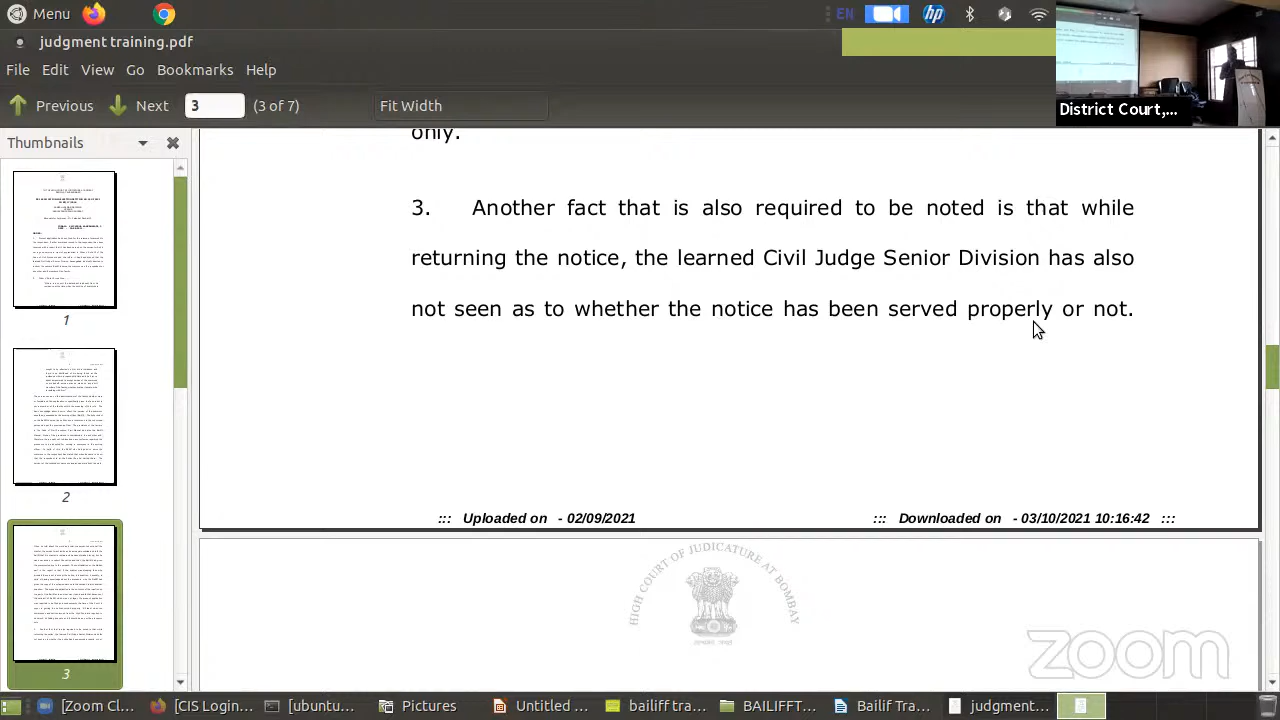 Menu
EN
hp
judgment training.pdf
File Edit View Go Bookmarks Help
Previous Next 3 (3 of 7) Fit Width
District Court,...
Thumbnails
1
2
3
only.
3. Another fact that is also required to be noted is that while
returning the notice, the learned Civil Judge Senior Division has also
not seen as to whether the notice has been served properly or not.
::: Uploaded on - 02/09/2021 ::: Downloaded on - 03/10/2021 10:16:42 :::
HIGH COURT OF JUDICATURE AT BOMBAY
zoom
[Zoom Cl... [CIS Login... [ubuntu... Pictures Untitled ... bailiff tra... BAILIFFT... Bailif Tra... judgment...